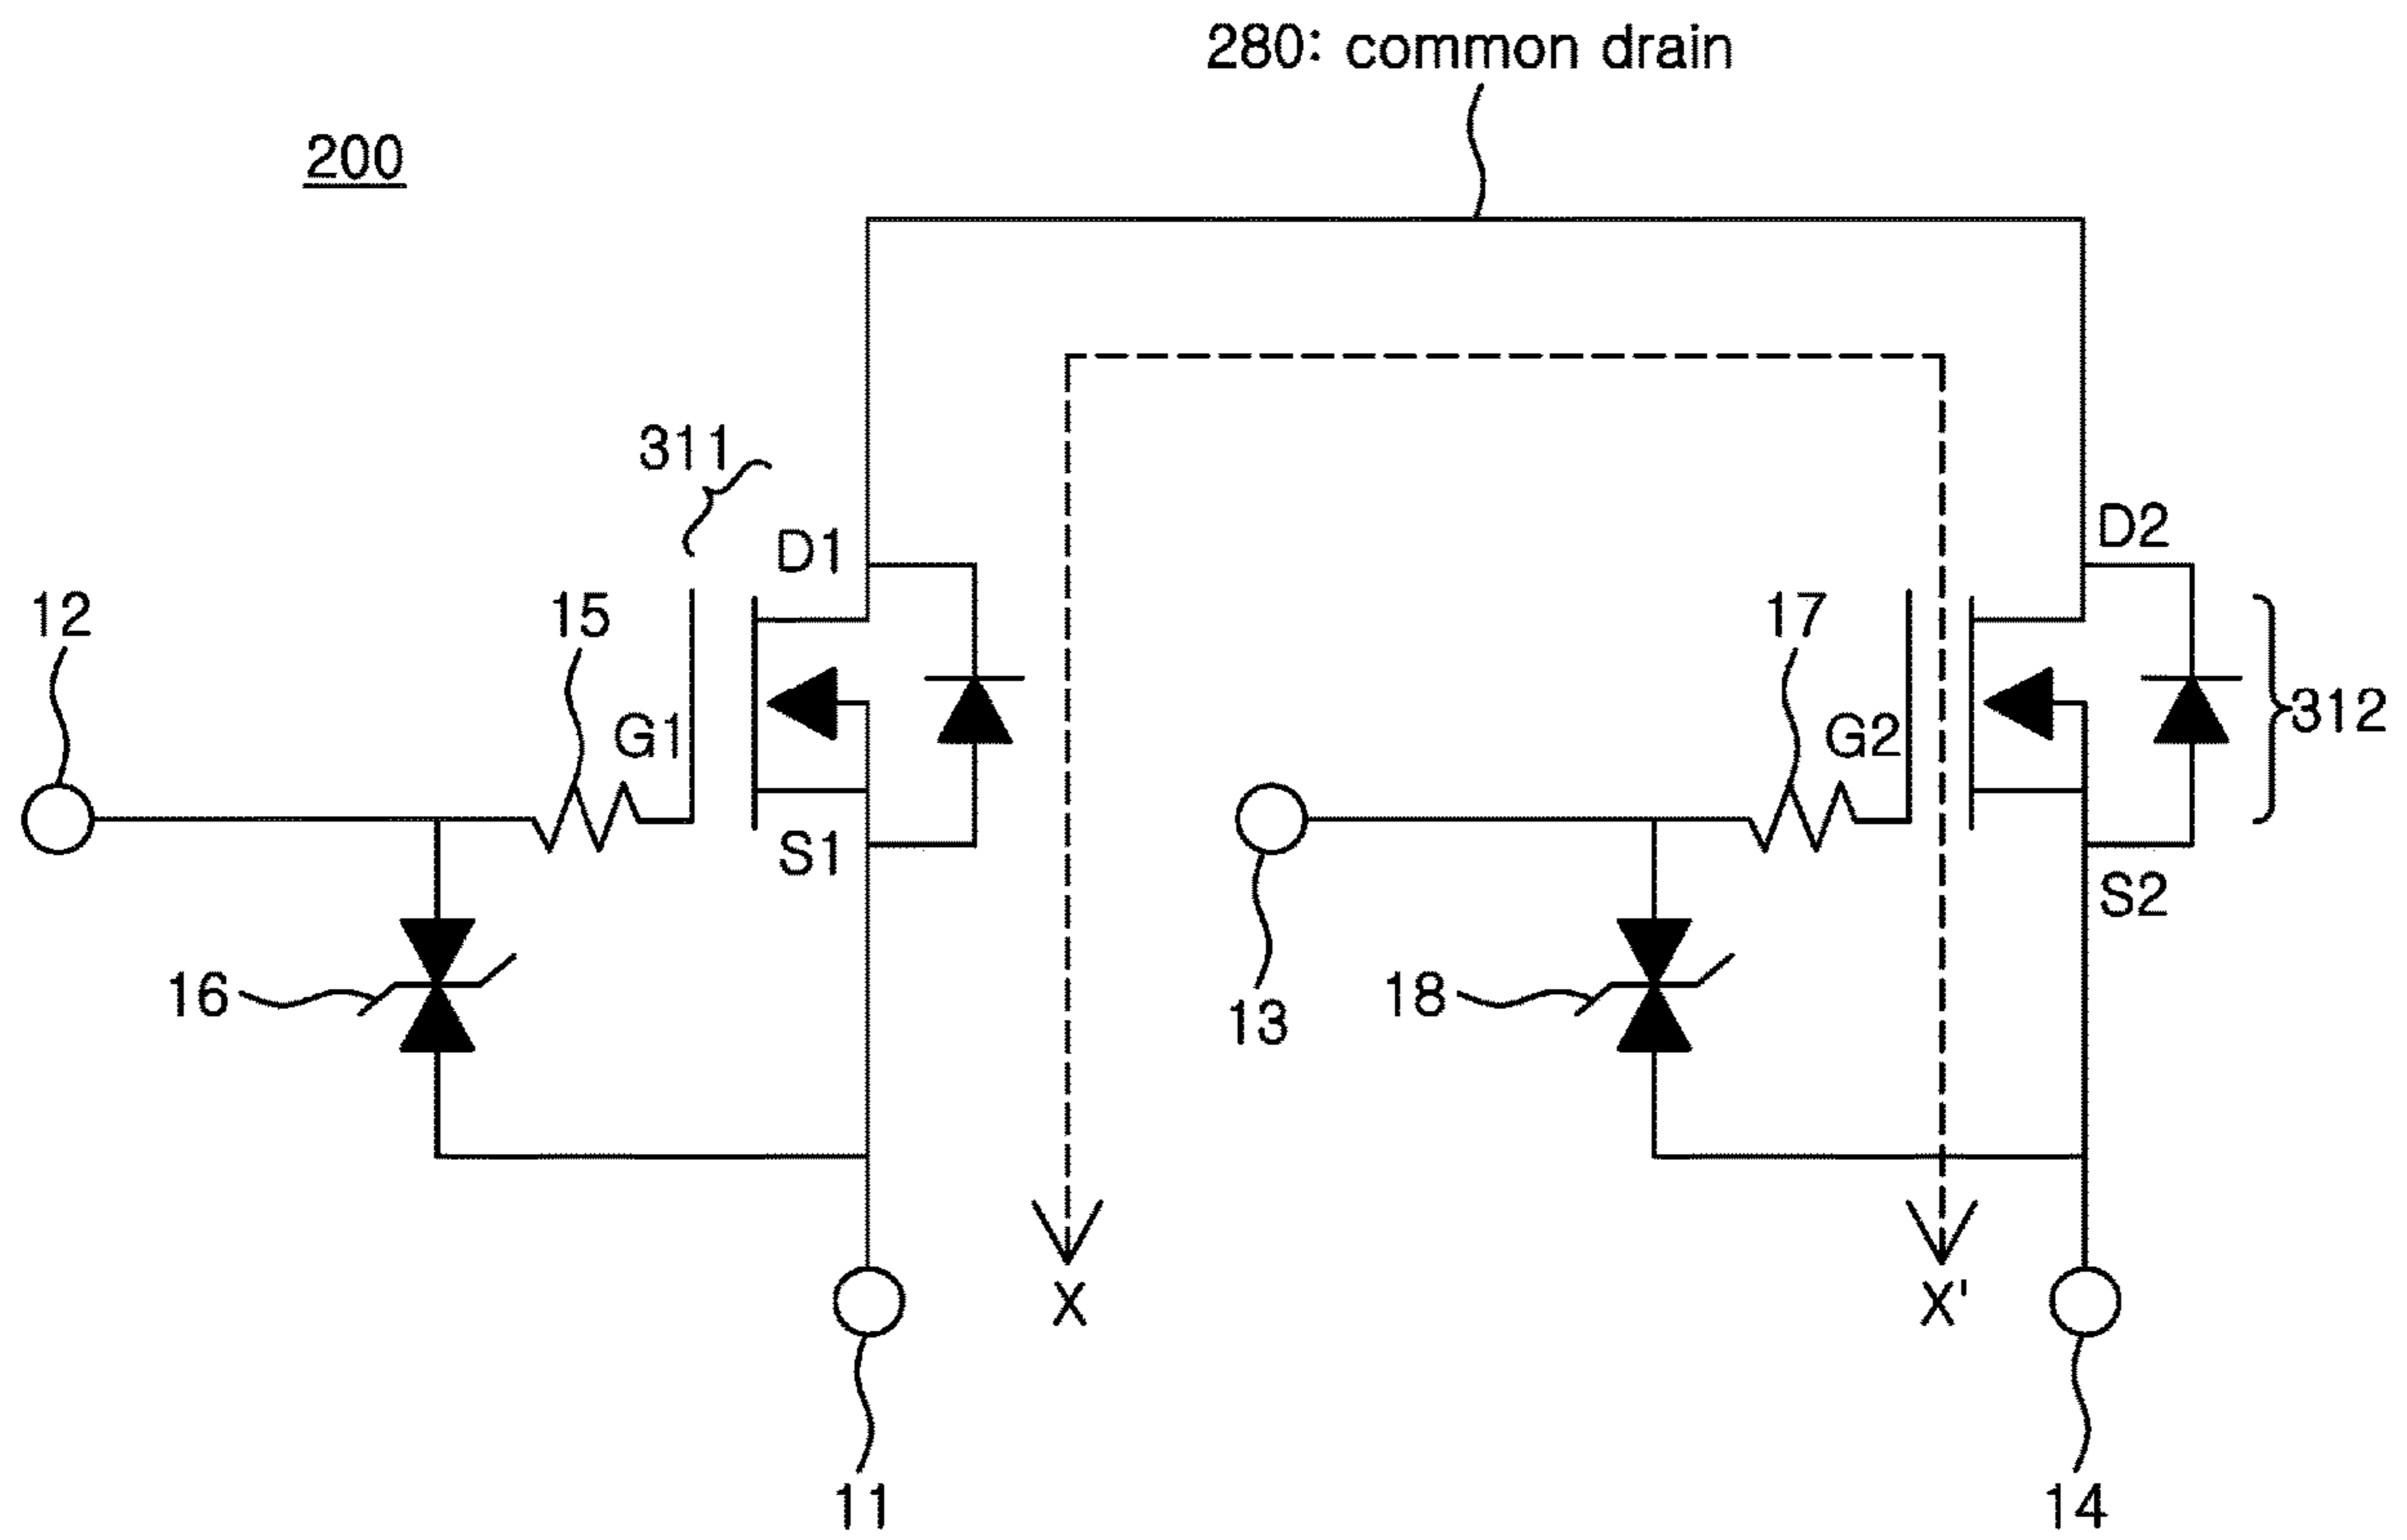 280: common drain
200
311
D1
D2
12
15
17
G1
G2
312
S1
S2
16
18
13
X
X'
11
14